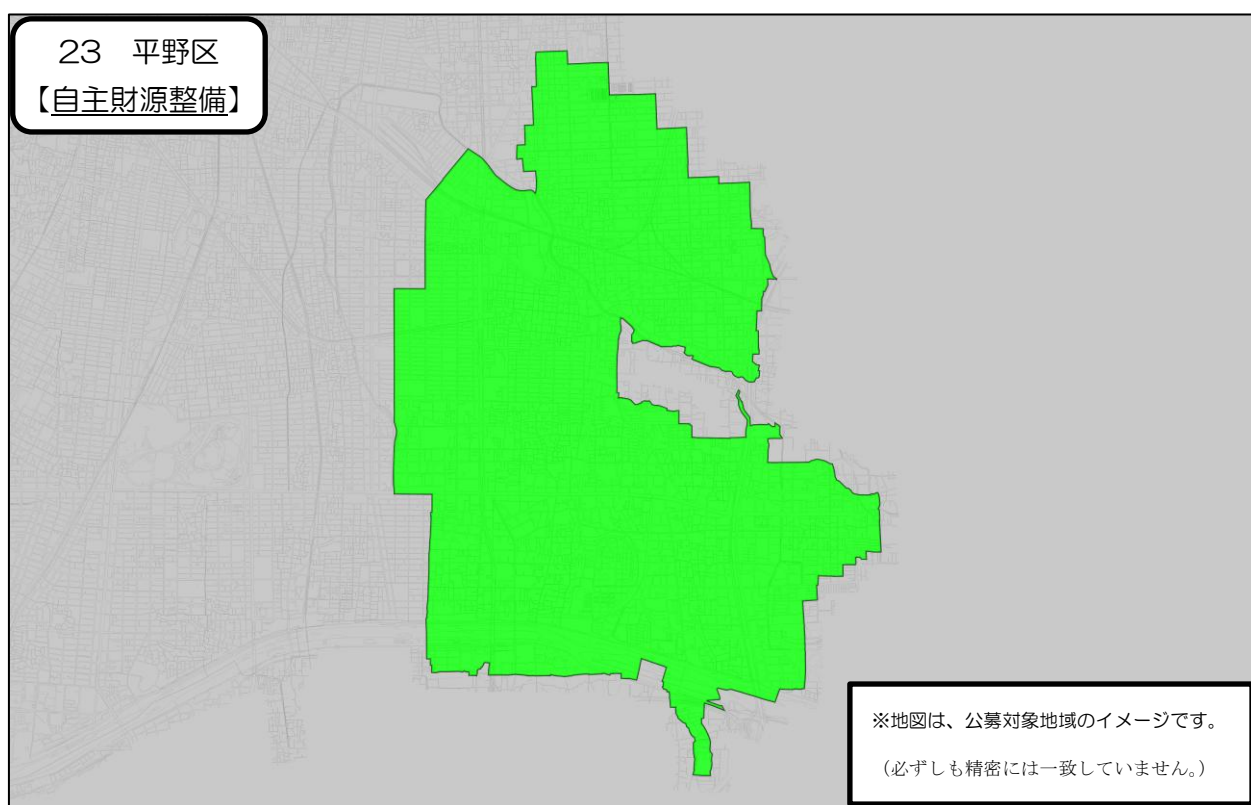 23 平野区
【自主財源整備】
※地図は、公募対象地域のイメージです。
（必ずしも精密には一致していません。）